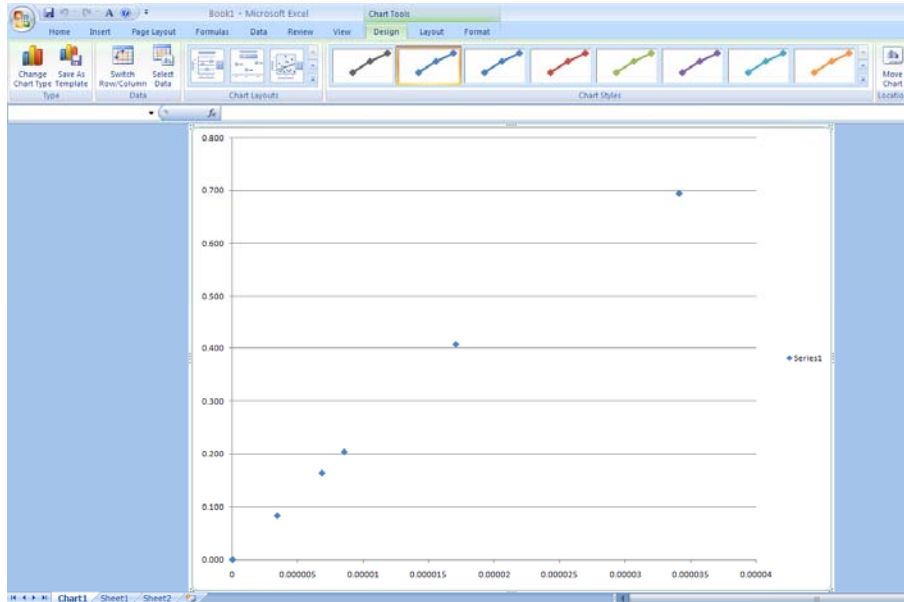 Book1 - Microsoft Excel
Chart Tools
Home Insert Page Layout Formulas Data Review View Design Layout Format
Change Chart Type
Save As Template
Switch Row/Column
Select Data
Move Chart
Type Data Chart Layouts Chart Styles Location
fx
0.800
0.700
0.600
0.500
0.400
0.300
0.200
0.100
0.000
0 0.000005 0.00001 0.000015 0.00002 0.000025 0.00003 0.000035 0.00004
Series1
Chart1 Sheet1 Sheet2